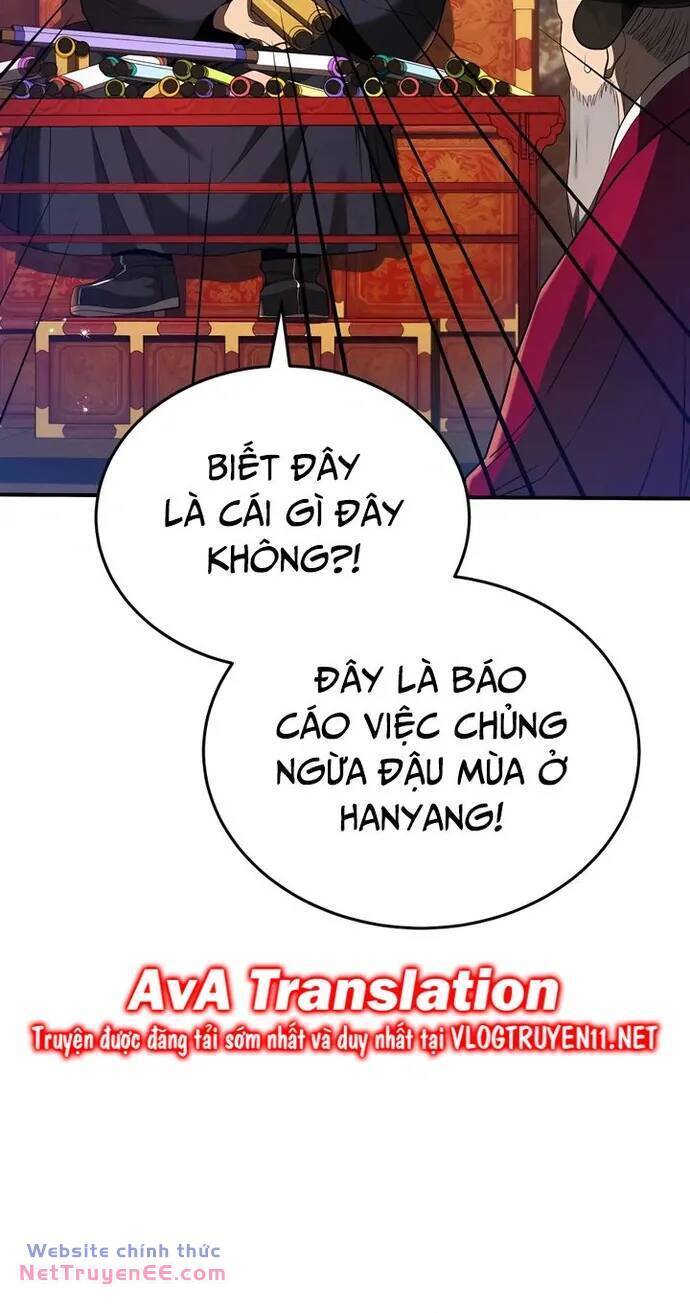 BIẾT ĐÂY
LÀ CÁI GÌ ĐÂY
KHÔNG?!
ĐÂY LÀ BÁO
CÁO VIỆC CHỦNG
NGỪA ĐẬU MÙA Ở
HANYANG!
AvA Translation
Truyện được đăng tải sớm nhất và duy nhất tại VLOGTRUYEN11.NET
Website chính thức
NetTruyenEE.com